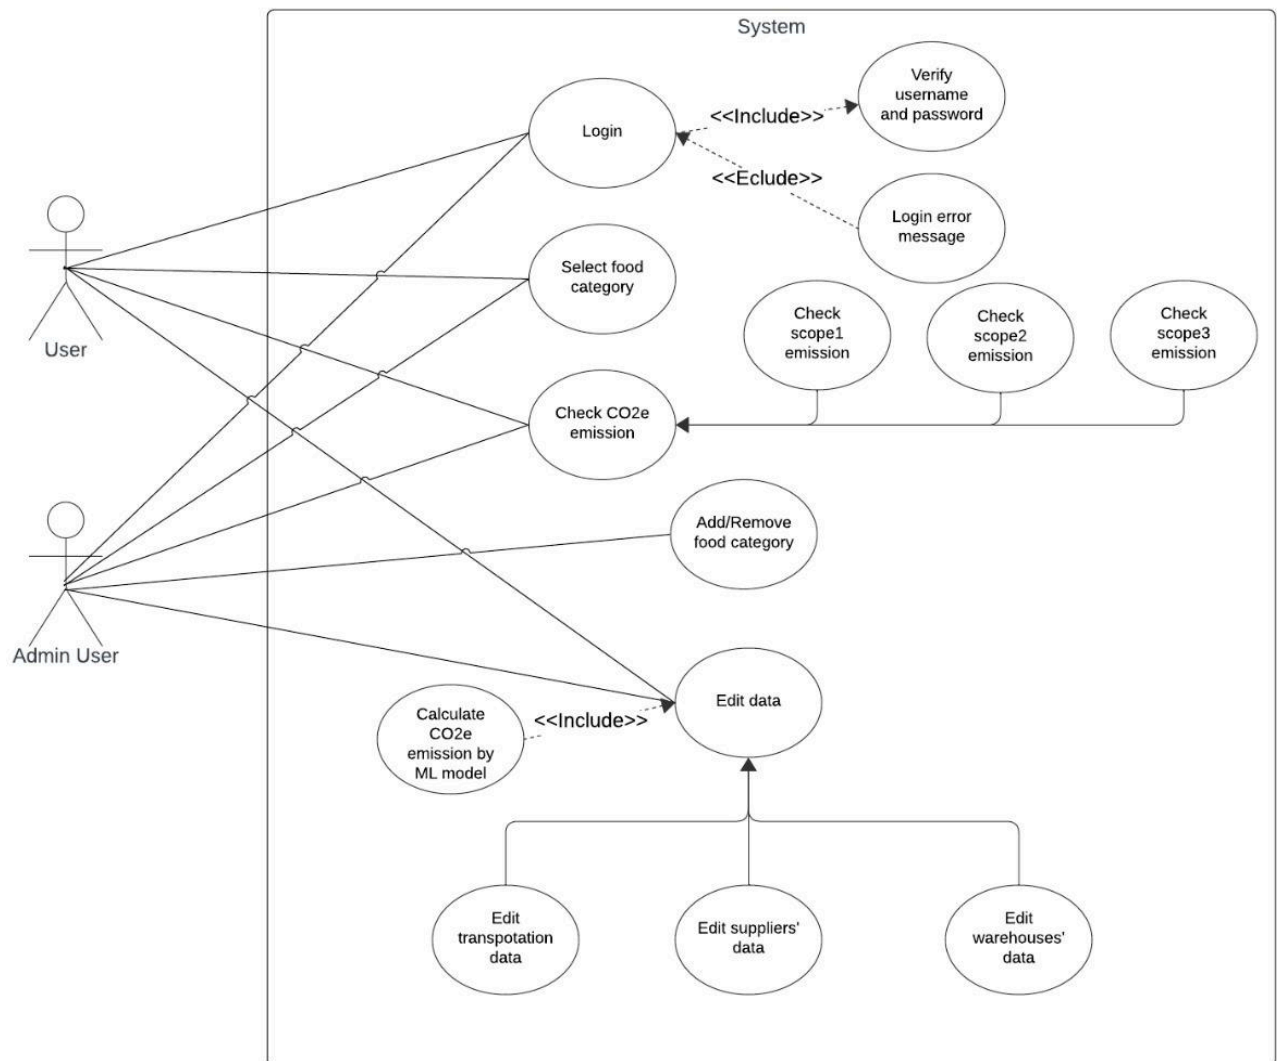 System
Verify
username
and password
<<Include>>
Login
<<Eclude>>
Login error
message
Select food
category
User
Check
scope1
emission
Check
scope2
emission
Check
scope3
emission
Check CO2e
emission
Add/Remove
food category
Admin User
Edit data
Calculate
CO2e
emission by
ML model
<<Include>>
Edit
transpotation
data
Edit suppliers'
data
Edit
warehouses'
data